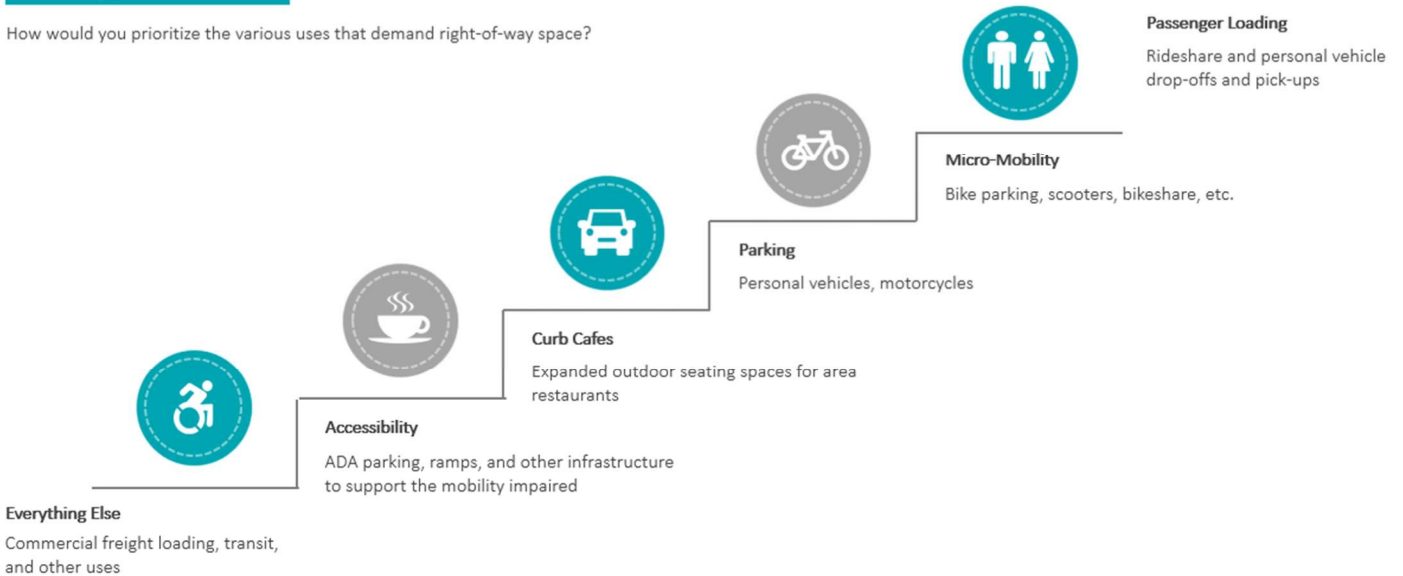 How would you prioritize the various uses that demand right-of-way space?
Passenger Loading
Rideshare and personal vehicle
drop-offs and pick-ups
Micro-Mobility
Bike parking, scooters, bikeshare, etc.
Parking
Personal vehicles, motorcycles
Curb Cafes
Expanded outdoor seating spaces for area
restaurants
Accessibility
ADA parking, ramps, and other infrastructure
to support the mobility impaired
Everything Else
Commercial freight loading, transit,
and other uses